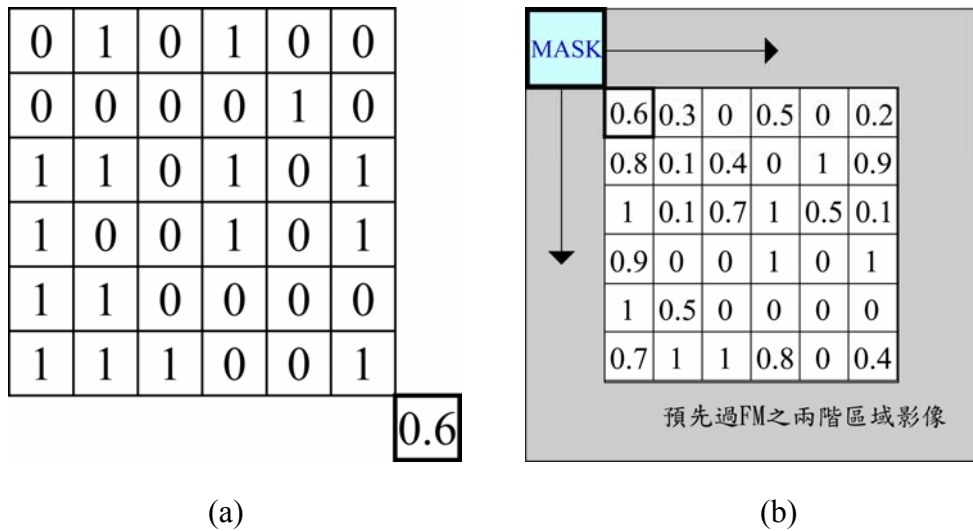 0 1 0 1 0 0
0 0 0 0 1 0
1 1 0 1 0 1
1 0 0 1 0 1
1 1 0 0 0 0
1 1 1 0 0 1
0.6
MASK
0.6 0.3 0 0.5 0 0.2
0.8 0.1 0.4 0 1 0.9
1 0.1 0.7 1 0.5 0.1
0.9 0 0 1 0 1
1 0.5 0 0 0 0
0.7 1 1 0.8 0 0.4
預先過FM之兩階區域影像
(a) (b)